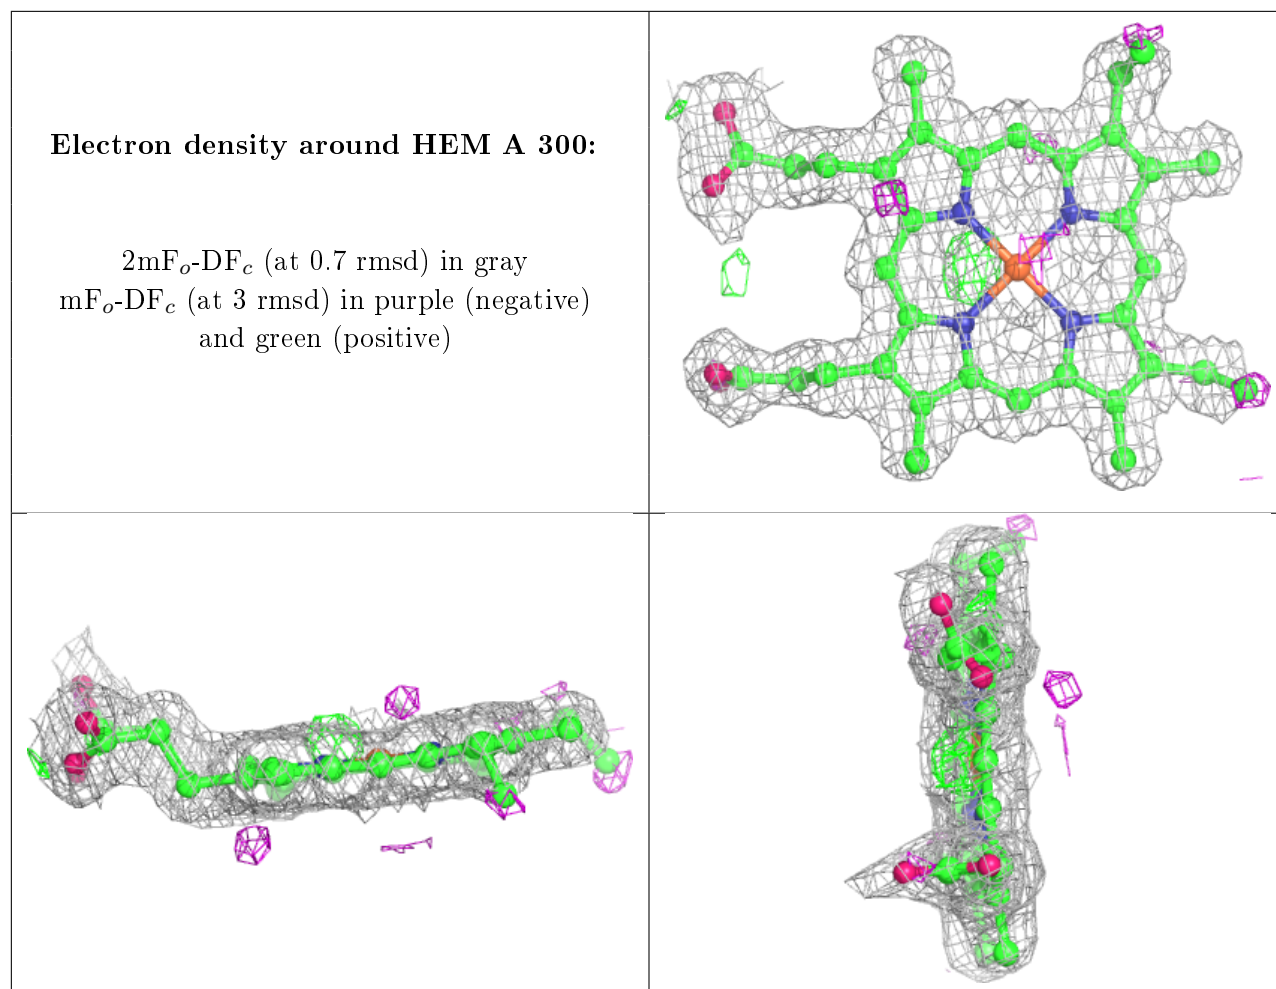 Electron density around HEM A 300:
2mFo-DFc (at 0.7 rmsd) in gray
mFo-DFc (at 3 rmsd) in purple (negative)
and green (positive)